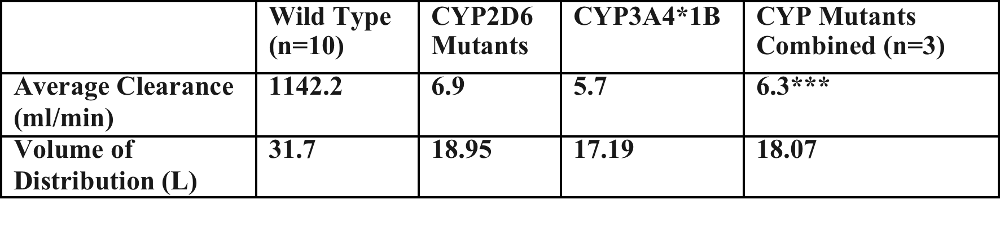 Wild Type
(n=10)
CYP2D6
Mutants
CYP3A4*1B
CYP Mutants
Combined (n=3)
Average Clearance
(ml/min)
1142.2
6.9
5.7
6.3***
Volume of
Distribution (L)
31.7
18.95
17.19
18.07